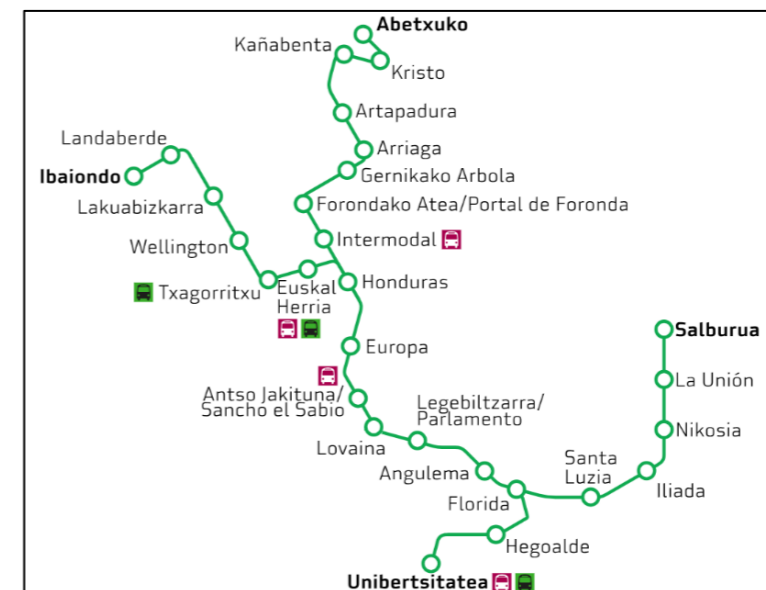 Abetxuko
Kañabenta
Kristo
Artapadura
Landaberde
Arriaga
Ibaiondo
Gernikako Arbola
Lakuabizkarra
Forondako Atea/Portal de Foronda
Wellington
Intermodal
Txagorritxu
Euskal
Herria
Honduras
Salburua
Europa
La Unión
Antso Jakituna/
Sancho el Sabio
Legebiltzarra/
Parlamento
Lovaina
Nikosia
Angulema
Santa
Luzia
Iliada
Florida
Hegoalde
Unibertsitatea